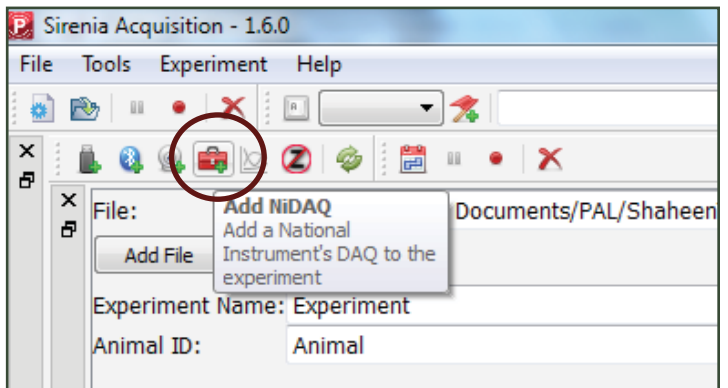 Sirenia Acquisition - 1.6.0
File Tools Experiment Help
File: Documents/PAL/Shaheen
Add File
Add NiDAQ
Add a National
Instrument's DAQ to the
experiment
Experiment Name: Experiment
Animal ID: Animal